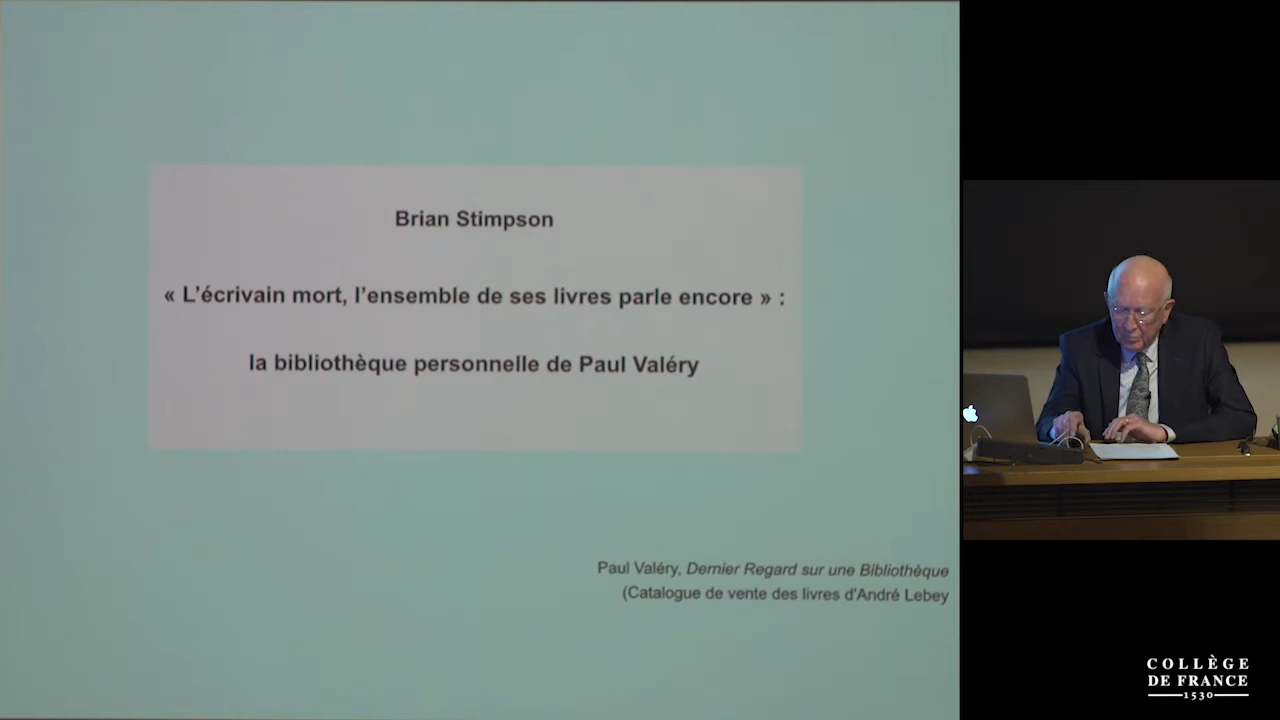 Brian Stimpson
« L'écrivain mort, l'ensemble de ses livres parle encore » :
la bibliothèque personnelle de Paul Valéry
Paul Valéry, Dernier Regard sur une Bibliothèque
(Catalogue de vente des livres d'André Lebey
COLLÈGE
DE FRANCE
1530